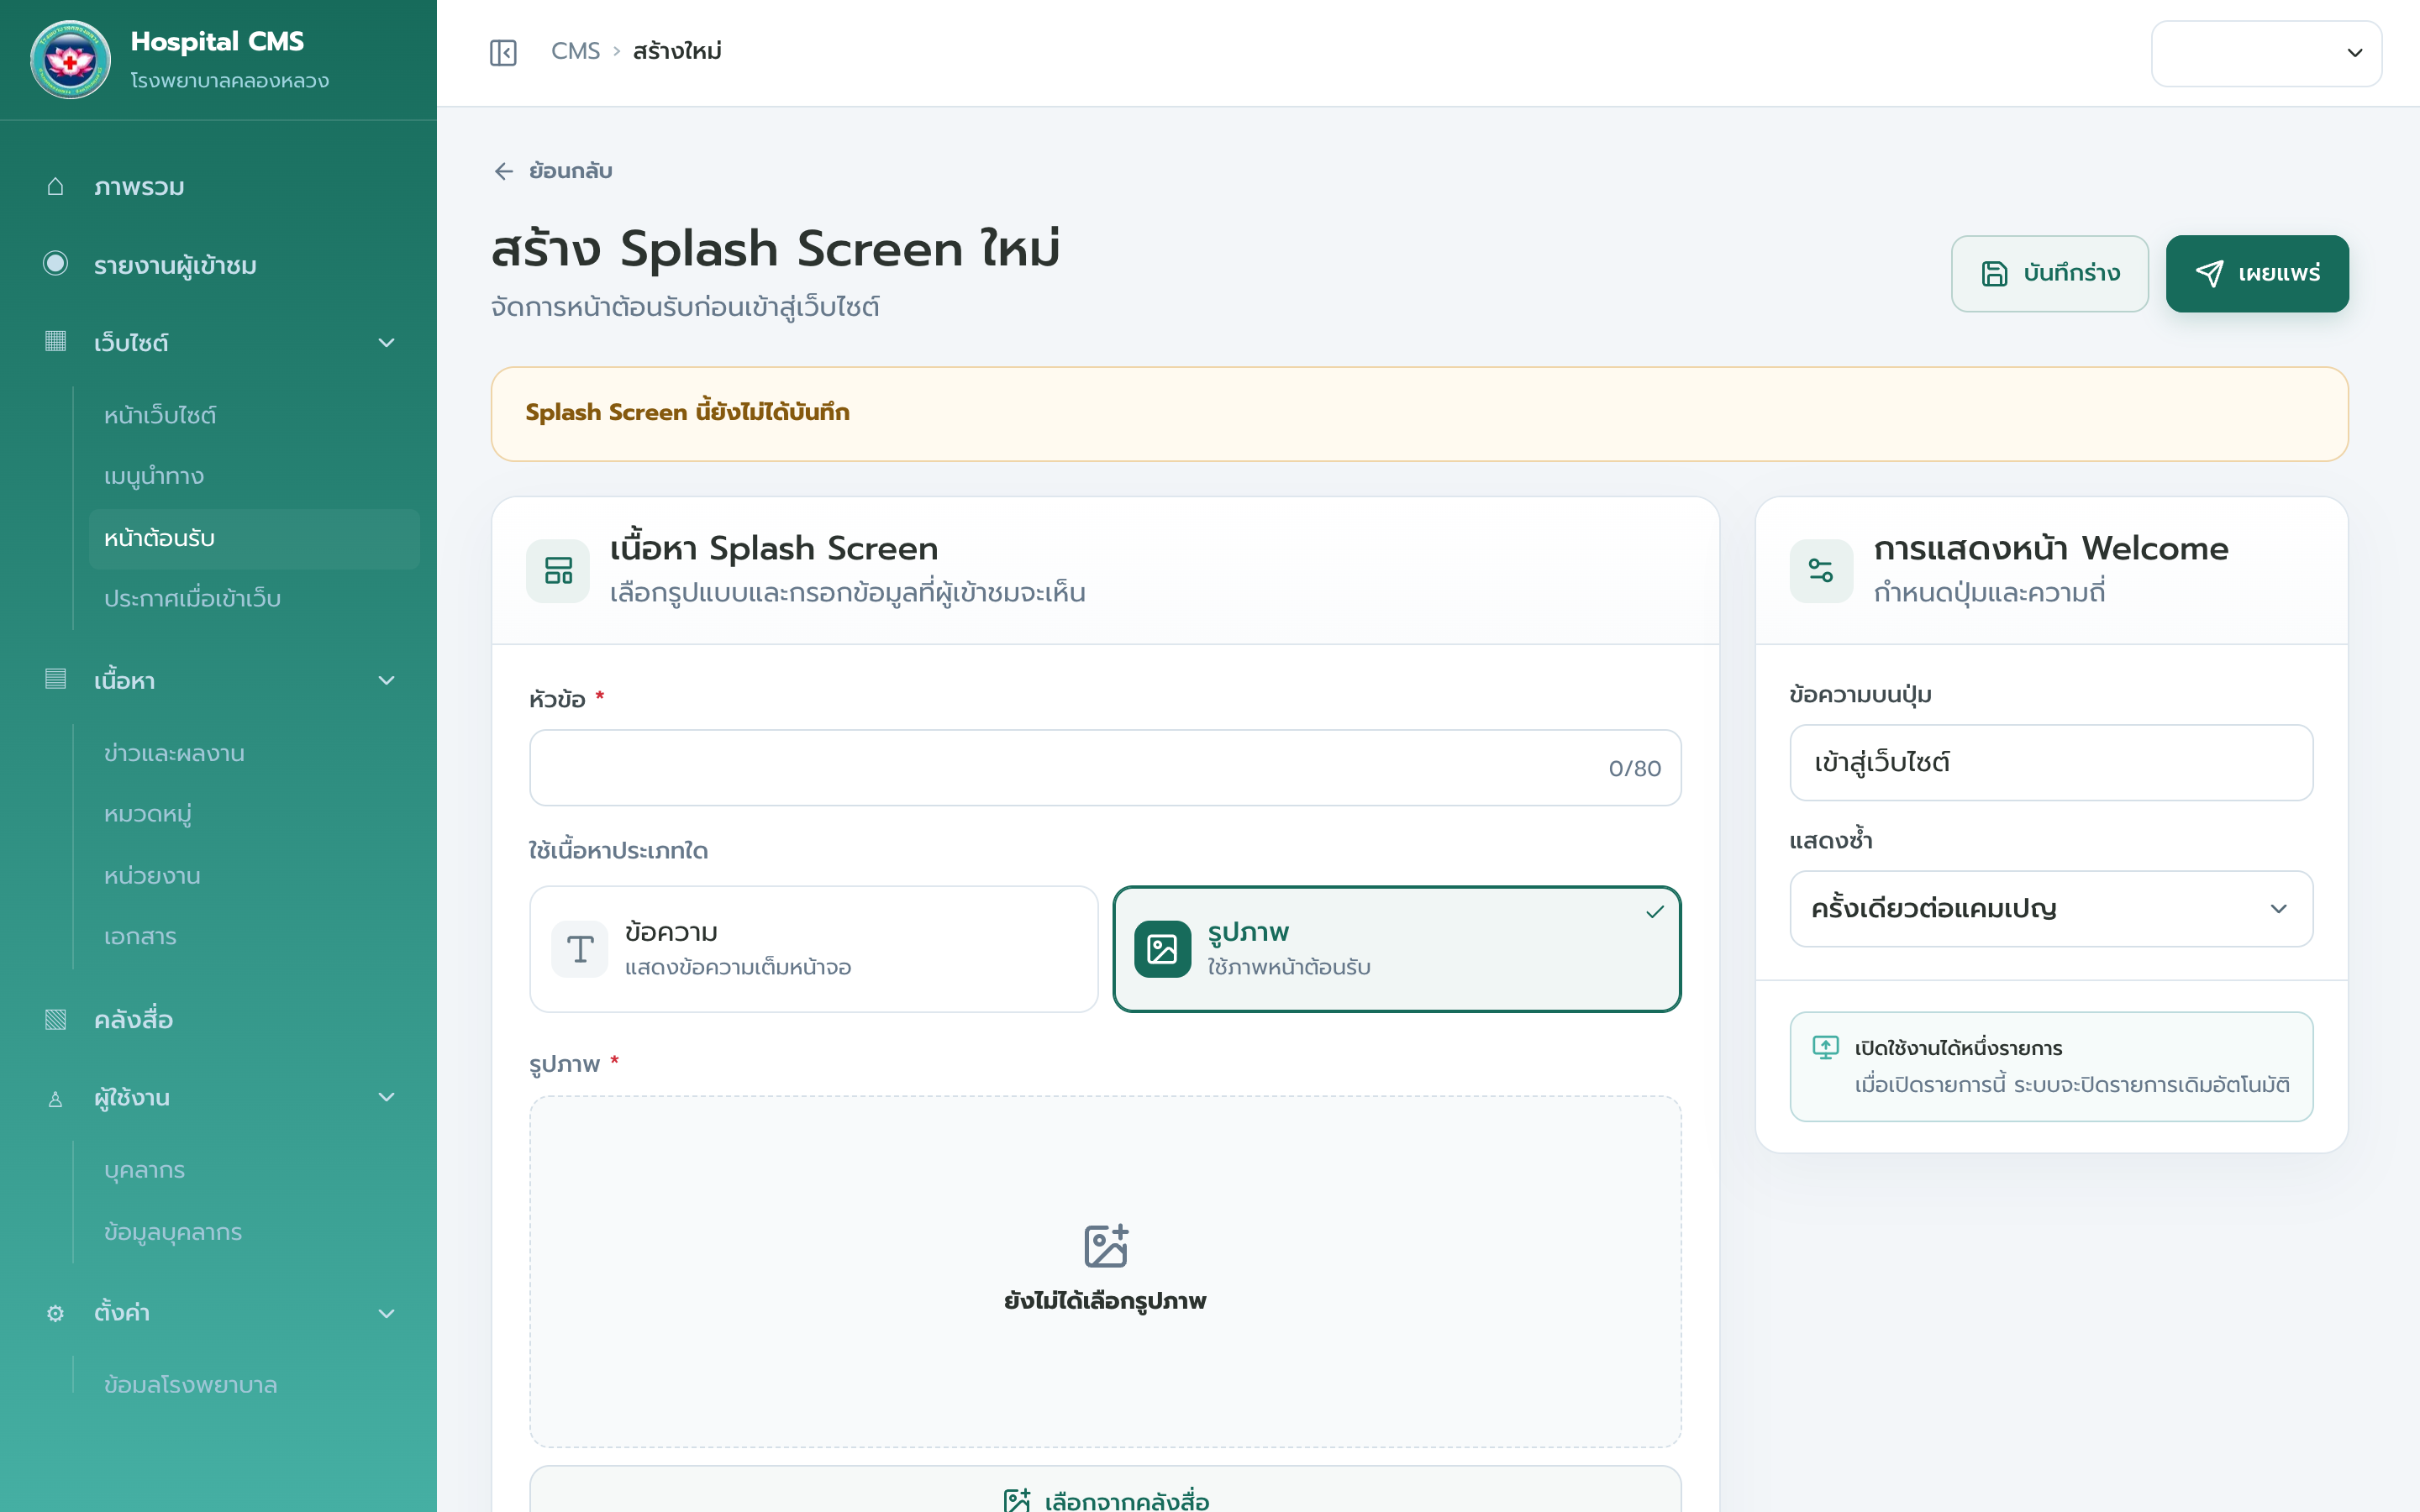 Hospital CMS
โรงพยาบาลคลองหลวง
ภาพรวม
รายงานผู้เข้าชม
เว็บไซต์
หน้าเว็บไซต์
เมนูนำทาง
หน้าต้อนรับ
ประกาศเมื่อเข้าเว็บ
เนื้อหา
ข่าวและผลงาน
หมวดหมู่
หน่วยงาน
เอกสาร
คลังสื่อ
ผู้ใช้งาน
บุคลากร
ข้อมูลบุคลากร
ตั้งค่า
ข้อมูลโรงพยาบาล
CMS › สร้างใหม่
ย้อนกลับ
สร้าง Splash Screen ใหม่
จัดการหน้าต้อนรับก่อนเข้าสู่เว็บไซต์
บันทึกร่าง
เผยแพร่
Splash Screen นี้ยังไม่ได้บันทึก
เนื้อหา Splash Screen
เลือกรูปแบบและกรอกข้อมูลที่ผู้เข้าชมจะเห็น
หัวข้อ *
0/80
ใช้เนื้อหาประเภทใด
ข้อความ
แสดงข้อความเต็มหน้าจอ
รูปภาพ
ใช้ภาพหน้าต้อนรับ
รูปภาพ *
ยังไม่ได้เลือกรูปภาพ
เลือกจากคลังสื่อ
การแสดงหน้า Welcome
กำหนดปุ่มและความถี่
ข้อความบนปุ่ม
เข้าสู่เว็บไซต์
แสดงซ้ำ
ครั้งเดียวต่อแคมเปญ
เปิดใช้งานได้หนึ่งรายการ
เมื่อเปิดรายการนี้ ระบบจะปิดรายการเดิมอัตโนมัติ